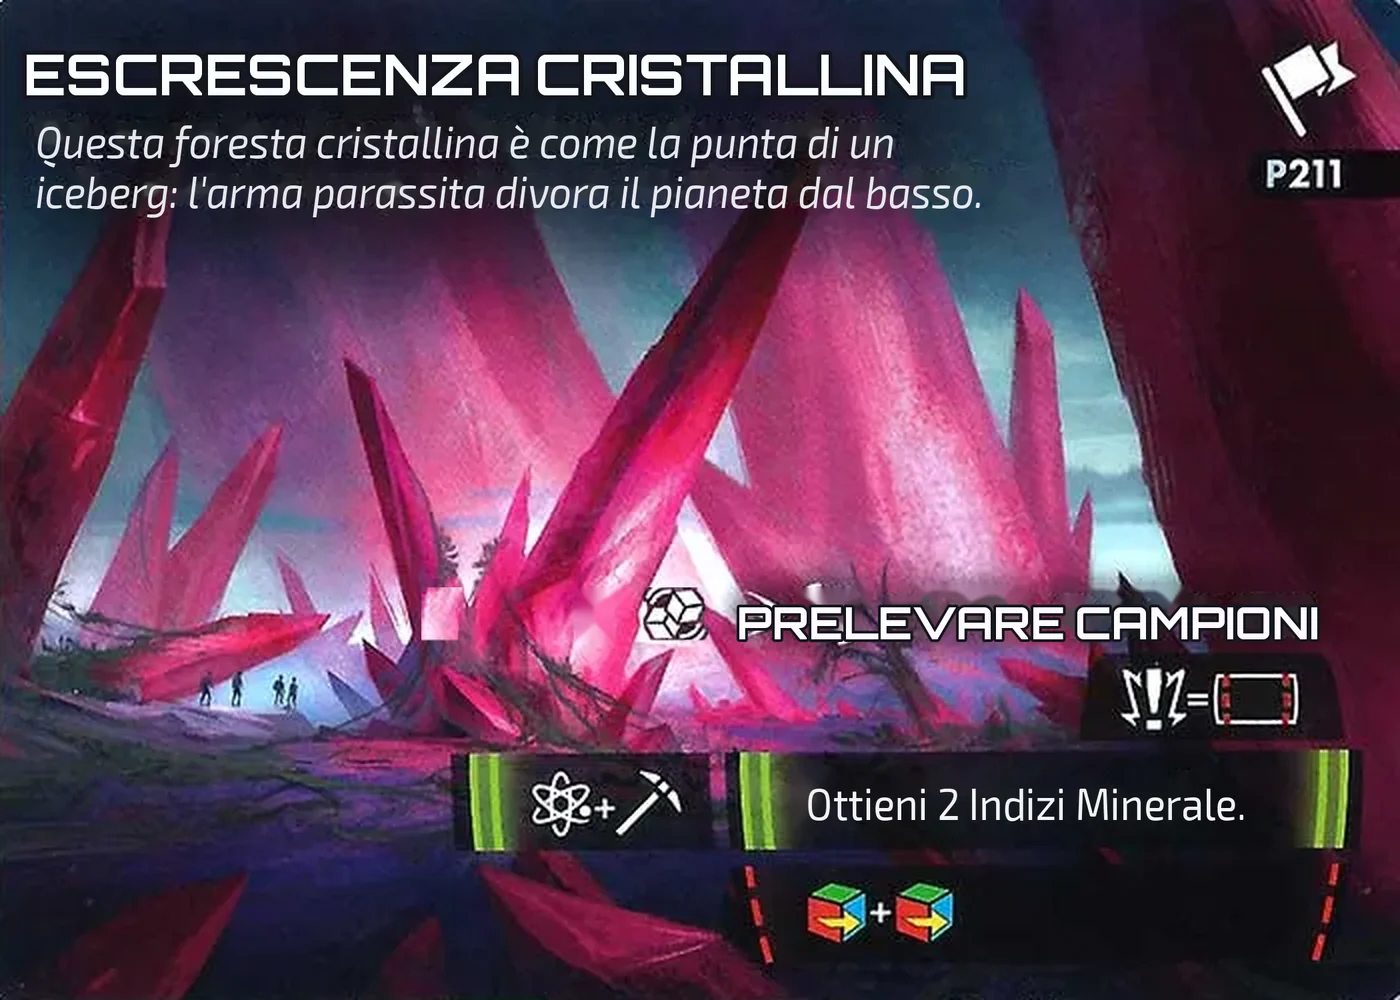 ESCRESCENZA CRISTALLINA
Questa foresta cristallina è come la punta di un
iceberg: l'arma parassita divora il pianeta dal basso.
P211
PRELEVARE CAMPIONI
!=
+
Ottieni 2 Indizi Minerale.
+